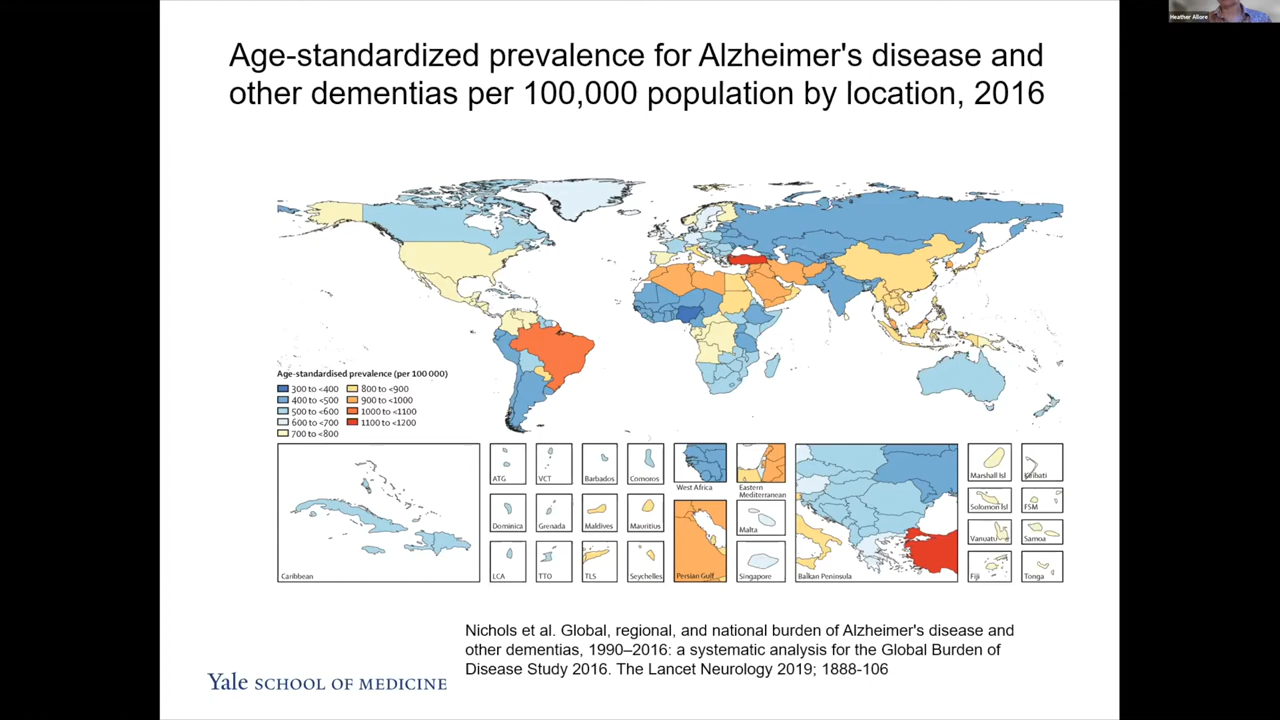 Heather Allore
Age-standardized prevalence for Alzheimer's disease and
other dementias per 100,000 population by location, 2016
Age-standardised prevalence (per 100 000)
300 to <400
400 to <500
500 to <600
600 to <700
700 to <800
800 to <900
900 to <1000
1000 to <1100
1100 to <1200
Caribbean
ATG
VCT
Barbados
Comoros
West Africa
Eastern
Mediterranean
Dominica
Grenada
Maldives
Mauritius
Malta
LCA
TTO
TLS
Seychelles
Persian Gulf
Singapore
Balkan Peninsula
Marshall Isl
Kiribati
Solomon Isl
FSM
Vanuatu
Samoa
Fiji
Tonga
Nichols et al. Global, regional, and national burden of Alzheimer's disease and
other dementias, 1990–2016: a systematic analysis for the Global Burden of
Disease Study 2016. The Lancet Neurology 2019; 1888-106
Yale SCHOOL OF MEDICINE